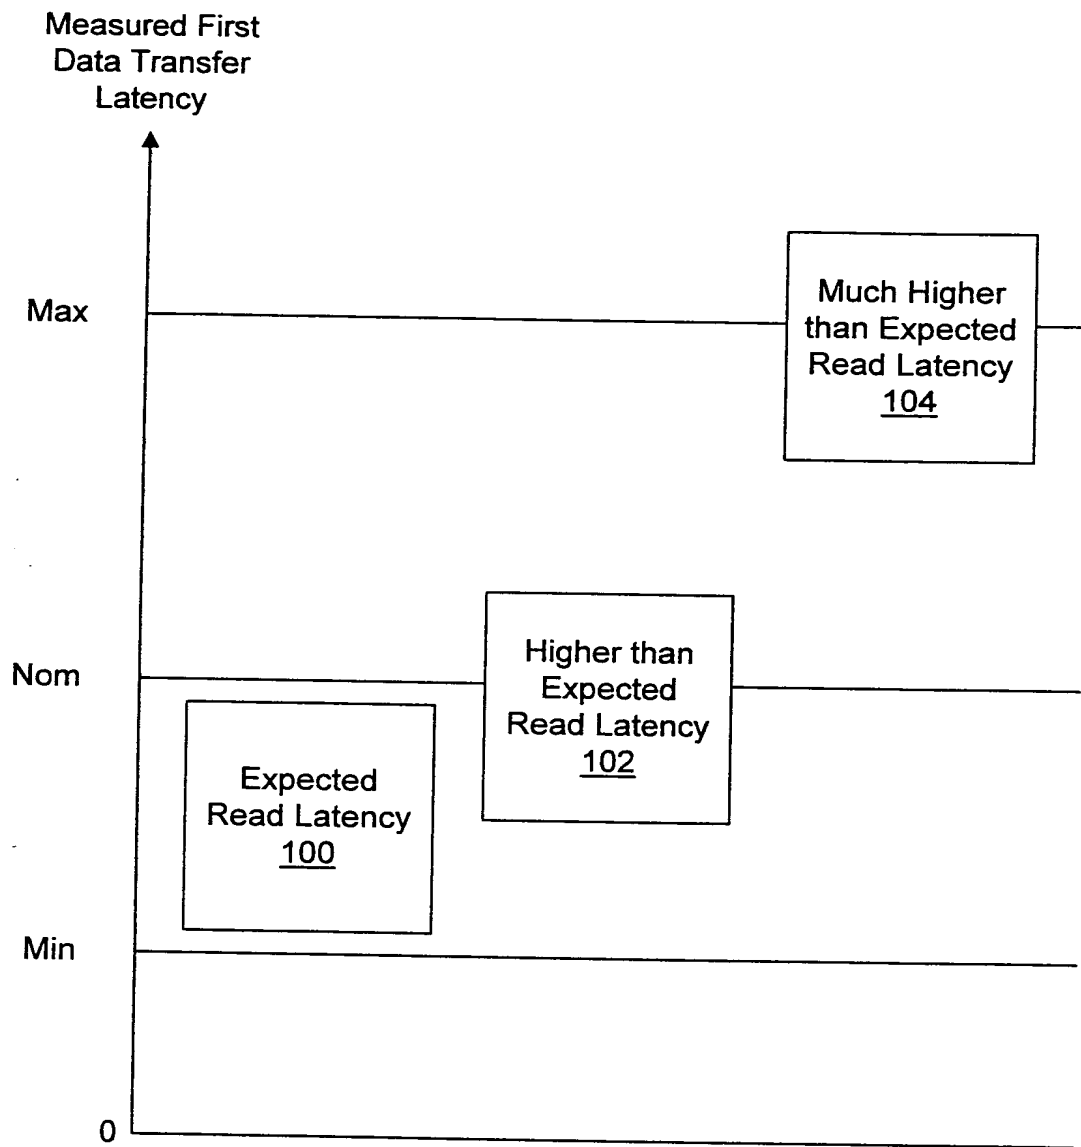 Measured First
Data Transfer
Latency
Max
Much Higher
than Expected
Read Latency
104
Nom
Higher than
Expected
Read Latency
102
Expected
Read Latency
100
Min
0